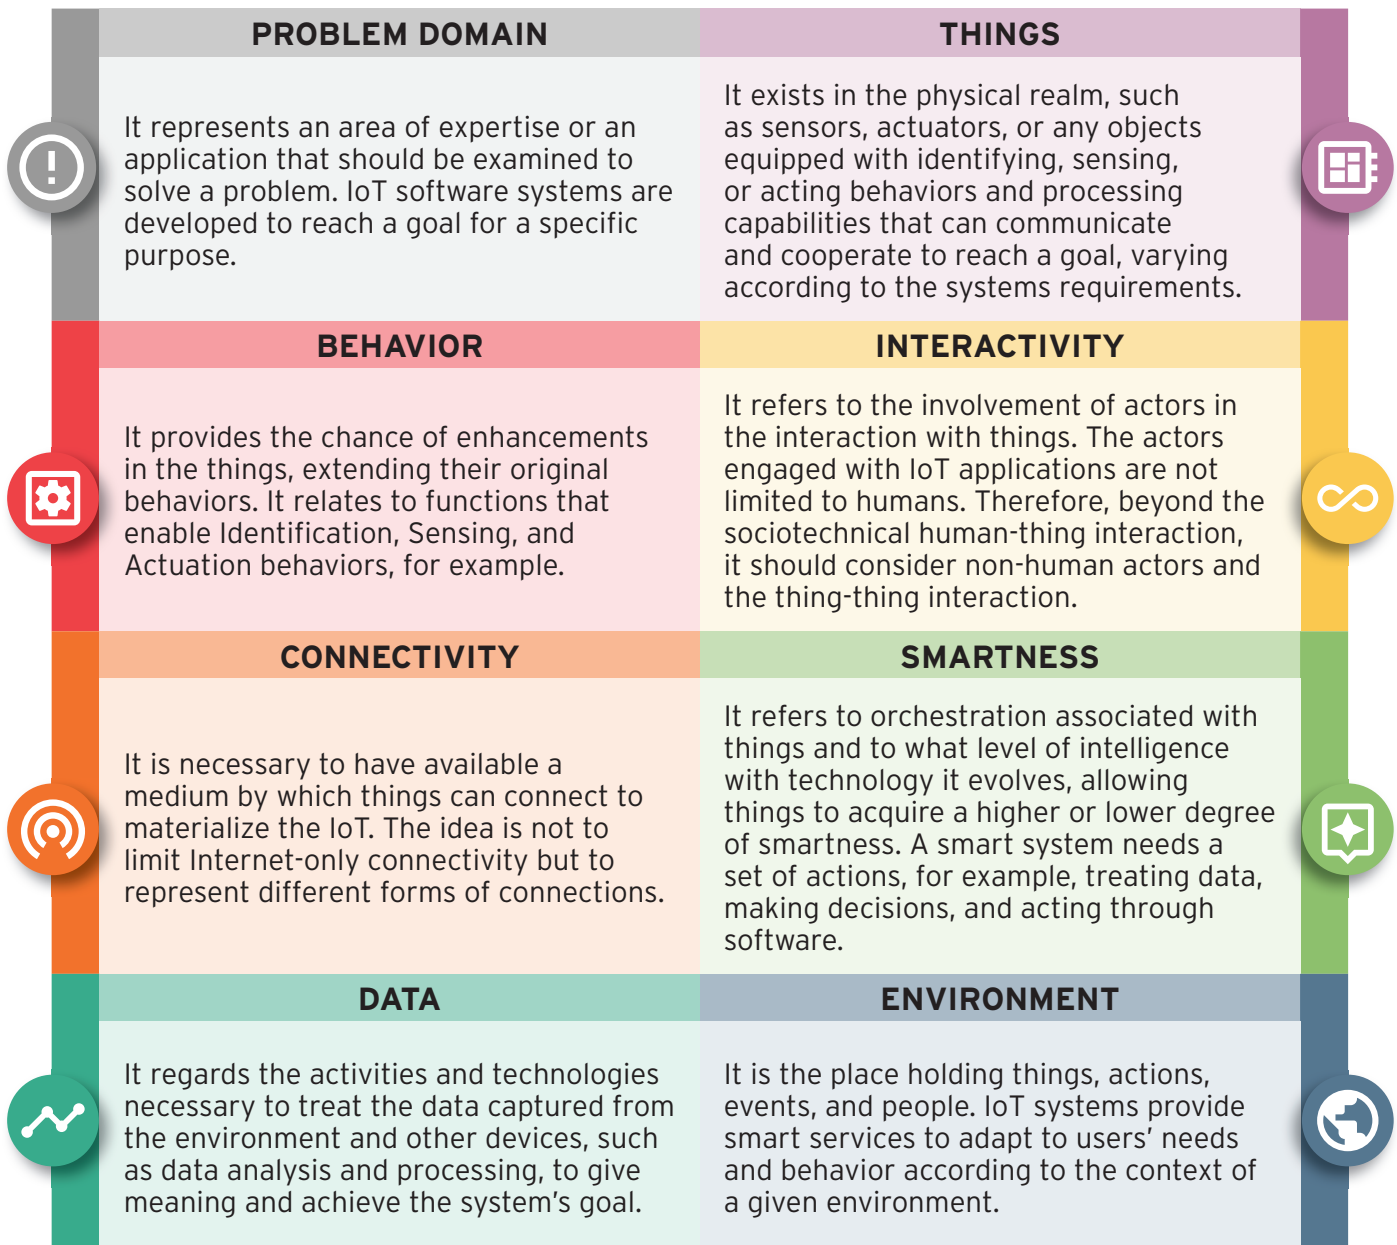 PROBLEM DOMAIN
It represents an area of expertise or an
application that should be examined to
solve a problem. IoT software systems are
developed to reach a goal for a specific
purpose.
THINGS
It exists in the physical realm, such
as sensors, actuators, or any objects
equipped with identifying, sensing,
or acting behaviors and processing
capabilities that can communicate
and cooperate to reach a goal, varying
according to the systems requirements.
BEHAVIOR
It provides the chance of enhancements
in the things, extending their original
behaviors. It relates to functions that
enable Identification, Sensing, and
Actuation behaviors, for example.
INTERACTIVITY
It refers to the involvement of actors in
the interaction with things. The actors
engaged with IoT applications are not
limited to humans. Therefore, beyond the
sociotechnical human-thing interaction,
it should consider non-human actors and
the thing-thing interaction.
CONNECTIVITY
It is necessary to have available a
medium by which things can connect to
materialize the IoT. The idea is not to
limit Internet-only connectivity but to
represent different forms of connections.
SMARTNESS
It refers to orchestration associated with
things and to what level of intelligence
with technology it evolves, allowing
things to acquire a higher or lower degree
of smartness. A smart system needs a
set of actions, for example, treating data,
making decisions, and acting through
software.
DATA
It regards the activities and technologies
necessary to treat the data captured from
the environment and other devices, such
as data analysis and processing, to give
meaning and achieve the system's goal.
ENVIRONMENT
It is the place holding things, actions,
events, and people. IoT systems provide
smart services to adapt to users' needs
and behavior according to the context of
a given environment.